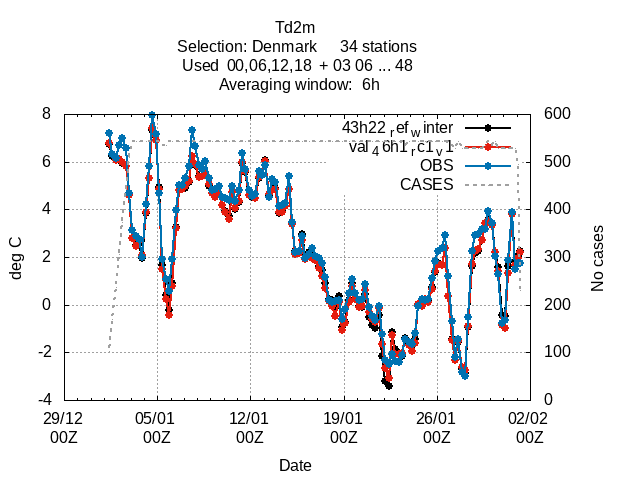 Td2m
Selection: Denmark 34 stations
Used 00,06,12,18 + 03 06 ... 48
Averaging window: 6h
8
6
4
2
0
-2
-4
deg C
600
500
400
300
200
100
0
No cases
43h22refwinter
val46h1rc1v1
OBS
CASES
29/12 05/01 12/01 19/01 26/01 02/02
00Z 00Z 00Z 00Z 00Z 00Z
Date